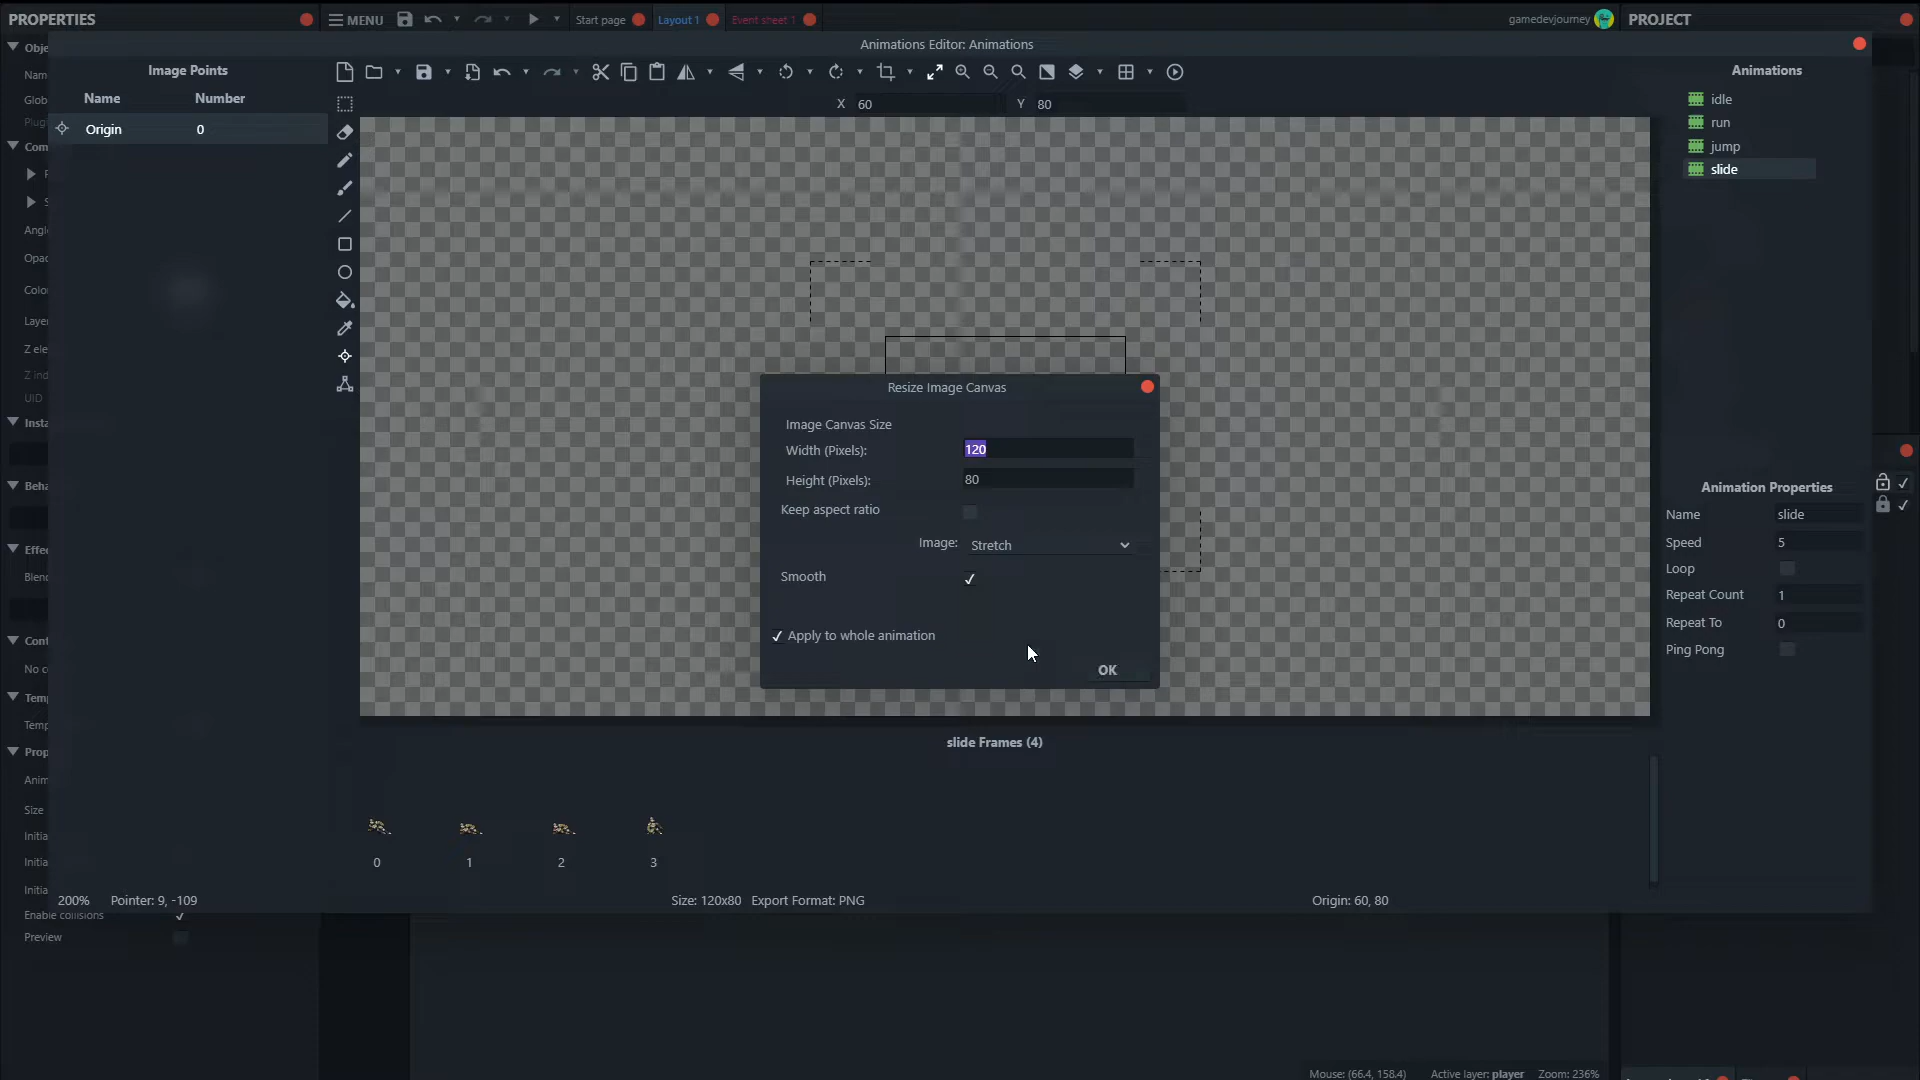 PROPERTIES
MENU
Start page
Layout 1
Event sheet 1
gamedevjourney
PROJECT
Animations Editor: Animations
Image Points
Name Number
Origin 0
X 60 Y 80
Animations
idle
run
jump
slide
Resize Image Canvas
Image Canvas Size
Width (Pixels): 120
Height (Pixels): 80
Keep aspect ratio
Image: Stretch
Smooth
Apply to whole animation
OK
Animation Properties
Name slide
Speed 5
Loop
Repeat Count 1
Repeat To 0
Ping Pong
slide Frames (4)
0 1 2 3
200% Pointer: 9, -109 Size: 120x80 Export Format: PNG Origin: 60, 80
UID
Size
Enable collisions
Preview
Mouse: (66.4, 158.4) Active layer: player Zoom: 236%